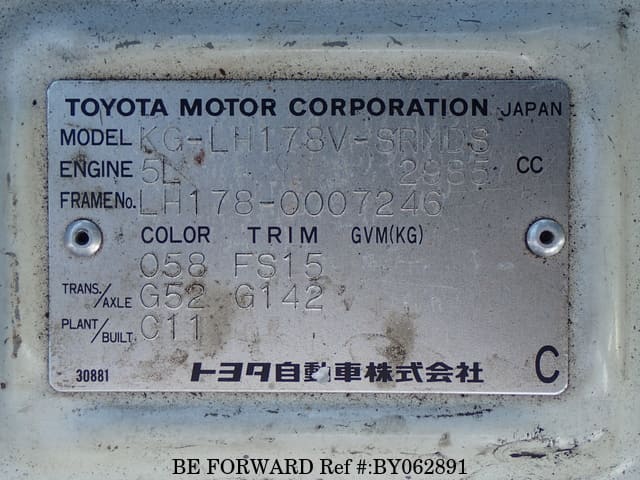 TOYOTA MOTOR CORPORATION JAPAN
MODEL KG-LH178V-SRMDS
ENGINE 5L 2985 CC
FRAME No. LH178-0007246
COLOR TRIM GVM(KG)
058 FS15
TRANS./AXLE G52 G142
PLANT/BUILT C11
30881 トヨタ自動車株式会社 C
BE FORWARD Ref #:BY062891